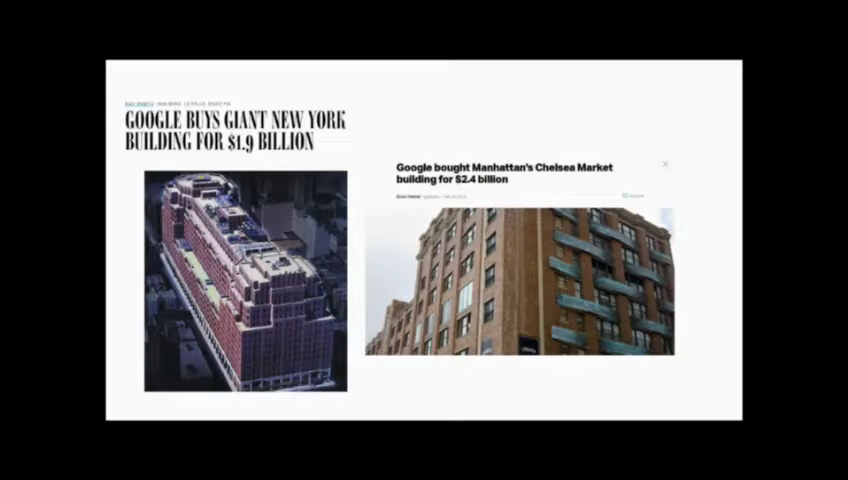 GOOGLE BUYS GIANT NEW YORK
BUILDING FOR $1.9 BILLION
Google bought Manhattan's Chelsea Market
building for $2.4 billion